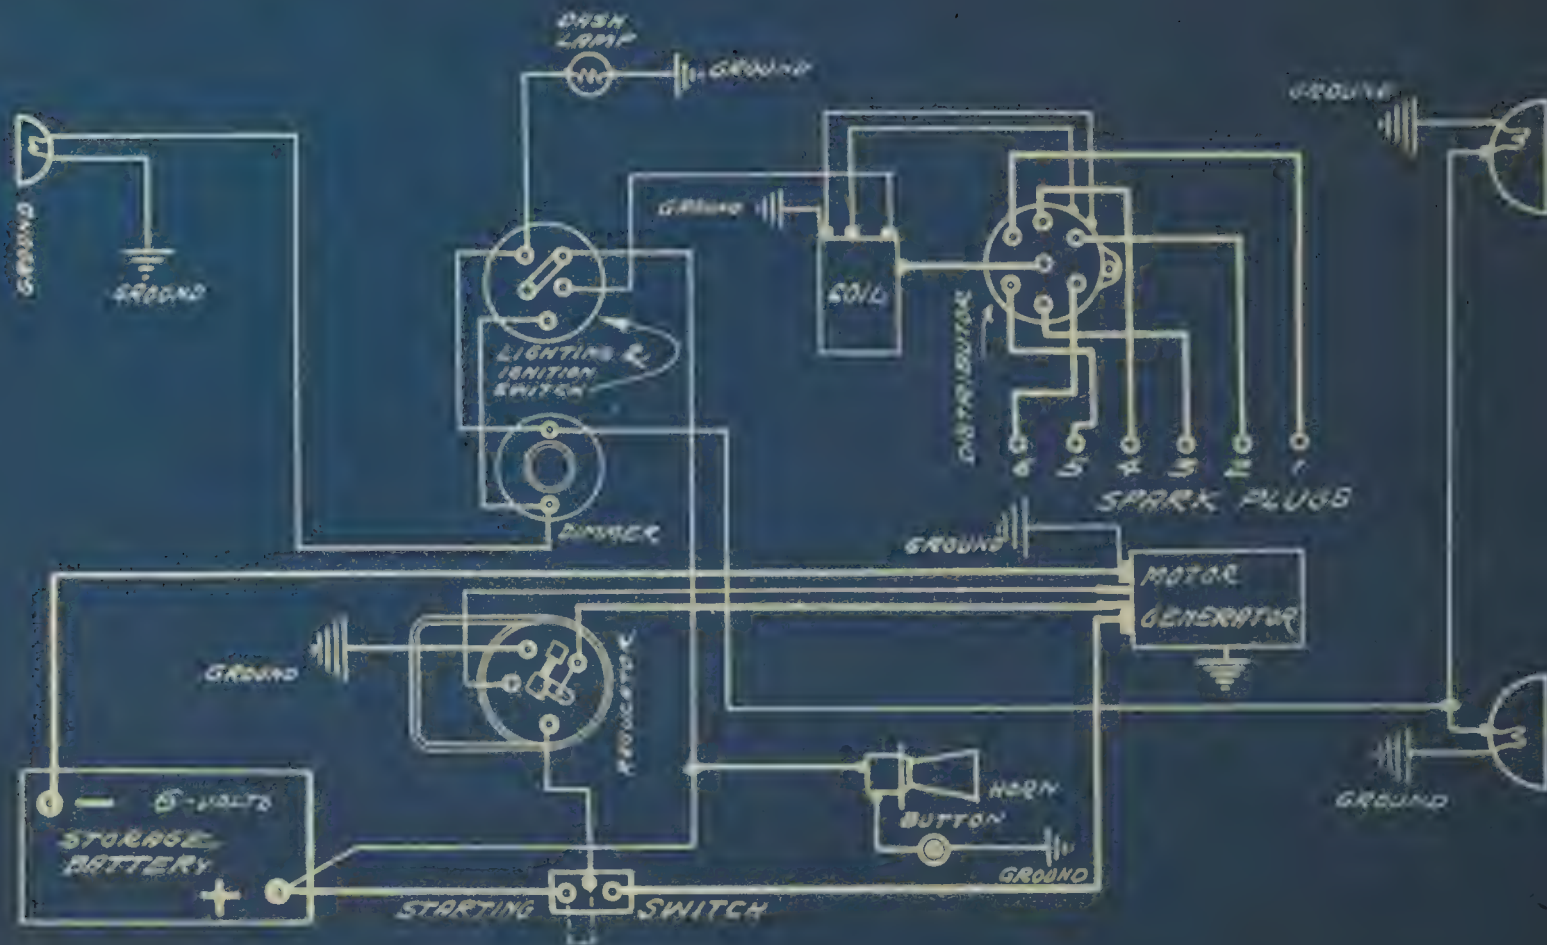 DASH
LAMP
GROUND
GROUND
GROUND
GROUND
GROUND
COIL
LIGHTING &
IGNITION
SWITCH
DISTRIBUTOR
6 5 4 3 2 1
SPARK PLUGS
DIMMER
GROUND
MOTOR
GENERATOR
REGULATOR
GROUND
- 6-VOLTS
STORAGE
BATTERY
+
HORN
BUTTON
GROUND
GROUND
STARTING SWITCH